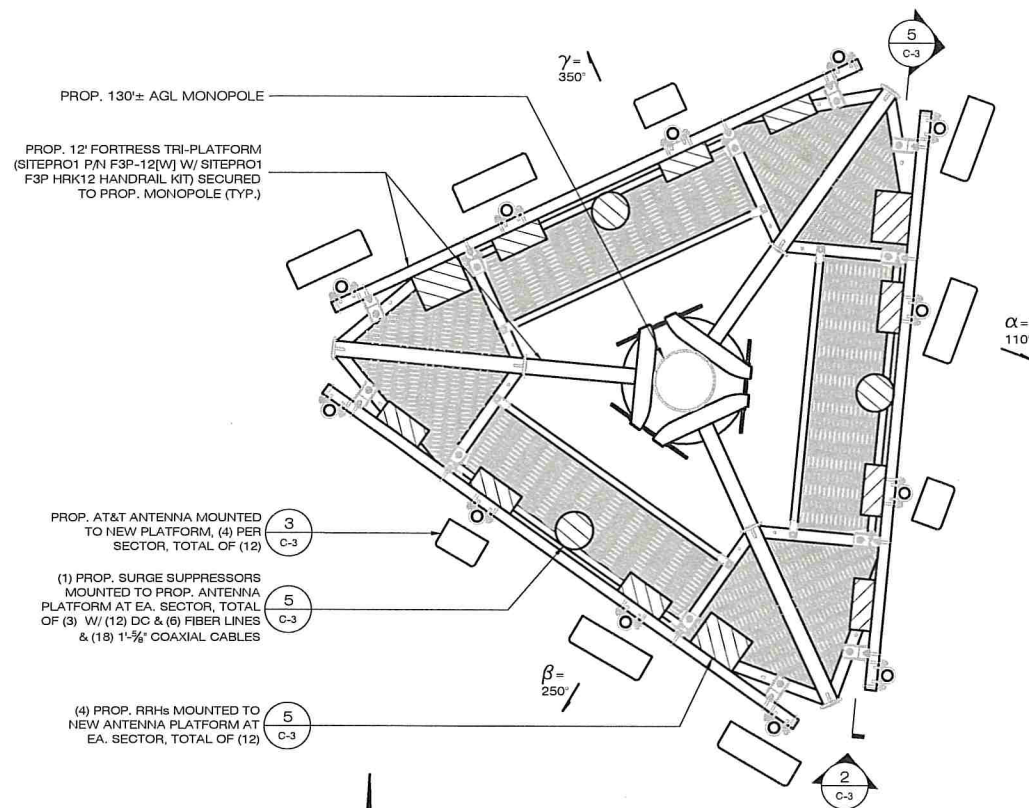 PROP. 130'± AGL MONOPOLE
PROP. 12' FORTRESS TRI-PLATFORM
(SITEPRO1 P/N F3P-12[W] W/ SITEPRO1
F3P HRK12 HANDRAIL KIT) SECURED
TO PROP. MONOPOLE (TYP.)
γ=
350°
5
C-3
α=
110°
PROP. AT&T ANTENNA MOUNTED
TO NEW PLATFORM, (4) PER
SECTOR, TOTAL OF (12)
3
C-3
(1) PROP. SURGE SUPPRESSORS
MOUNTED TO PROP. ANTENNA
PLATFORM AT EA. SECTOR, TOTAL
OF (3) W/ (12) DC & (6) FIBER LINES
& (18) 1'-⅝" COAXIAL CABLES
5
C-3
β=
250°
(4) PROP. RRHs MOUNTED TO
NEW ANTENNA PLATFORM AT
EA. SECTOR, TOTAL OF (12)
5
C-3
2
C-3